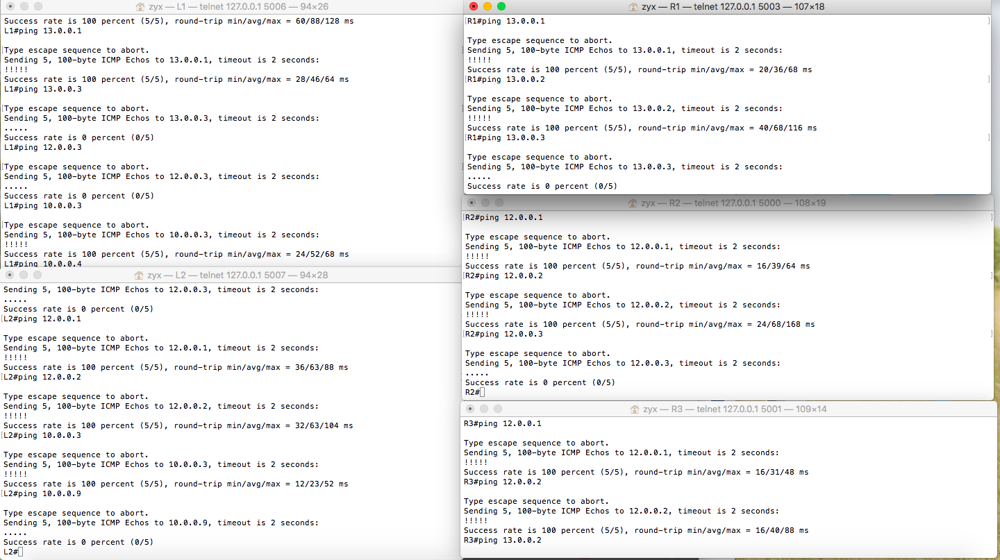 zyx — L1 — telnet 127.0.0.1 5006 — 94×26
Success rate is 100 percent (5/5), round-trip min/avg/max = 60/88/128 ms
L1#ping 13.0.0.1
Type escape sequence to abort.
Sending 5, 100-byte ICMP Echos to 13.0.0.1, timeout is 2 seconds:
!!!!!
Success rate is 100 percent (5/5), round-trip min/avg/max = 28/46/64 ms
L1#ping 13.0.0.3
Type escape sequence to abort.
Sending 5, 100-byte ICMP Echos to 13.0.0.3, timeout is 2 seconds:
.....
Success rate is 0 percent (0/5)
L1#ping 12.0.0.3
Type escape sequence to abort.
Sending 5, 100-byte ICMP Echos to 12.0.0.3, timeout is 2 seconds:
.....
Success rate is 0 percent (0/5)
L1#ping 10.0.0.3
Type escape sequence to abort.
Sending 5, 100-byte ICMP Echos to 10.0.0.3, timeout is 2 seconds:
!!!!!
Success rate is 100 percent (5/5), round-trip min/avg/max = 24/52/68 ms
L1#ping 10.0.0.4
zyx — L2 — telnet 127.0.0.1 5007 — 94×28
Sending 5, 100-byte ICMP Echos to 12.0.0.3, timeout is 2 seconds:
.....
Success rate is 0 percent (0/5)
L2#ping 12.0.0.1
Type escape sequence to abort.
Sending 5, 100-byte ICMP Echos to 12.0.0.1, timeout is 2 seconds:
!!!!!
Success rate is 100 percent (5/5), round-trip min/avg/max = 36/63/88 ms
L2#ping 12.0.0.2
Type escape sequence to abort.
Sending 5, 100-byte ICMP Echos to 12.0.0.2, timeout is 2 seconds:
!!!!!
Success rate is 100 percent (5/5), round-trip min/avg/max = 32/63/104 ms
L2#ping 10.0.0.3
Type escape sequence to abort.
Sending 5, 100-byte ICMP Echos to 10.0.0.3, timeout is 2 seconds:
!!!!!
Success rate is 100 percent (5/5), round-trip min/avg/max = 12/23/52 ms
L2#ping 10.0.0.9
Type escape sequence to abort.
Sending 5, 100-byte ICMP Echos to 10.0.0.9, timeout is 2 seconds:
.....
Success rate is 0 percent (0/5)
L2#
zyx — R1 — telnet 127.0.0.1 5003 — 107×18
R1#ping 13.0.0.1
Type escape sequence to abort.
Sending 5, 100-byte ICMP Echos to 13.0.0.1, timeout is 2 seconds:
!!!!!
Success rate is 100 percent (5/5), round-trip min/avg/max = 20/36/68 ms
R1#ping 13.0.0.2
Type escape sequence to abort.
Sending 5, 100-byte ICMP Echos to 13.0.0.2, timeout is 2 seconds:
!!!!!
Success rate is 100 percent (5/5), round-trip min/avg/max = 40/68/116 ms
R1#ping 13.0.0.3
Type escape sequence to abort.
Sending 5, 100-byte ICMP Echos to 13.0.0.3, timeout is 2 seconds:
.....
Success rate is 0 percent (0/5)
zyx — R2 — telnet 127.0.0.1 5000 — 108×19
R2#ping 12.0.0.1
Type escape sequence to abort.
Sending 5, 100-byte ICMP Echos to 12.0.0.1, timeout is 2 seconds:
!!!!!
Success rate is 100 percent (5/5), round-trip min/avg/max = 16/39/64 ms
R2#ping 12.0.0.2
Type escape sequence to abort.
Sending 5, 100-byte ICMP Echos to 12.0.0.2, timeout is 2 seconds:
!!!!!
Success rate is 100 percent (5/5), round-trip min/avg/max = 24/68/168 ms
R2#ping 12.0.0.3
Type escape sequence to abort.
Sending 5, 100-byte ICMP Echos to 12.0.0.3, timeout is 2 seconds:
.....
Success rate is 0 percent (0/5)
R2#
zyx — R3 — telnet 127.0.0.1 5001 — 109×14
R3#ping 12.0.0.1
Type escape sequence to abort.
Sending 5, 100-byte ICMP Echos to 12.0.0.1, timeout is 2 seconds:
!!!!!
Success rate is 100 percent (5/5), round-trip min/avg/max = 16/31/48 ms
R3#ping 12.0.0.2
Type escape sequence to abort.
Sending 5, 100-byte ICMP Echos to 12.0.0.2, timeout is 2 seconds:
!!!!!
Success rate is 100 percent (5/5), round-trip min/avg/max = 16/40/88 ms
R3#ping 13.0.0.2